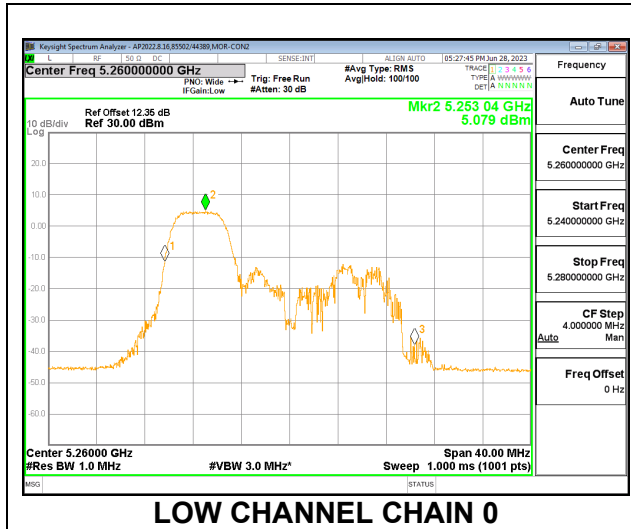 Keysight Spectrum Analyzer - AP2022.8.16,85502/44389,MOR-CON2
L RF 50 Ω DC SENSE:INT ALIGN AUTO 05:27:45 PM Jun 28, 2023
Center Freq 5.260000000 GHz
PNO: Wide
IFGain:Low
Trig: Free Run
#Atten: 30 dB
#Avg Type: RMS
Avg|Hold: 100/100
TRACE 1 2 3 4 5 6
TYPE A WWWWW
DET A N N N N N
Frequency
Auto Tune
Center Freq
5.260000000 GHz
Start Freq
5.240000000 GHz
Stop Freq
5.280000000 GHz
CF Step
4.000000 MHz
Auto Man
Freq Offset
0 Hz
Mkr2 5.253 04 GHz
5.079 dBm
Ref Offset 12.35 dB
10 dB/div Ref 30.00 dBm
Log
20.0
10.0
0.00
-10.0
-20.0
-30.0
-40.0
-50.0
-60.0
1
2
3
Center 5.26000 GHz Span 40.00 MHz
#Res BW 1.0 MHz #VBW 3.0 MHz* Sweep 1.000 ms (1001 pts)
MSG STATUS
LOW CHANNEL CHAIN 0